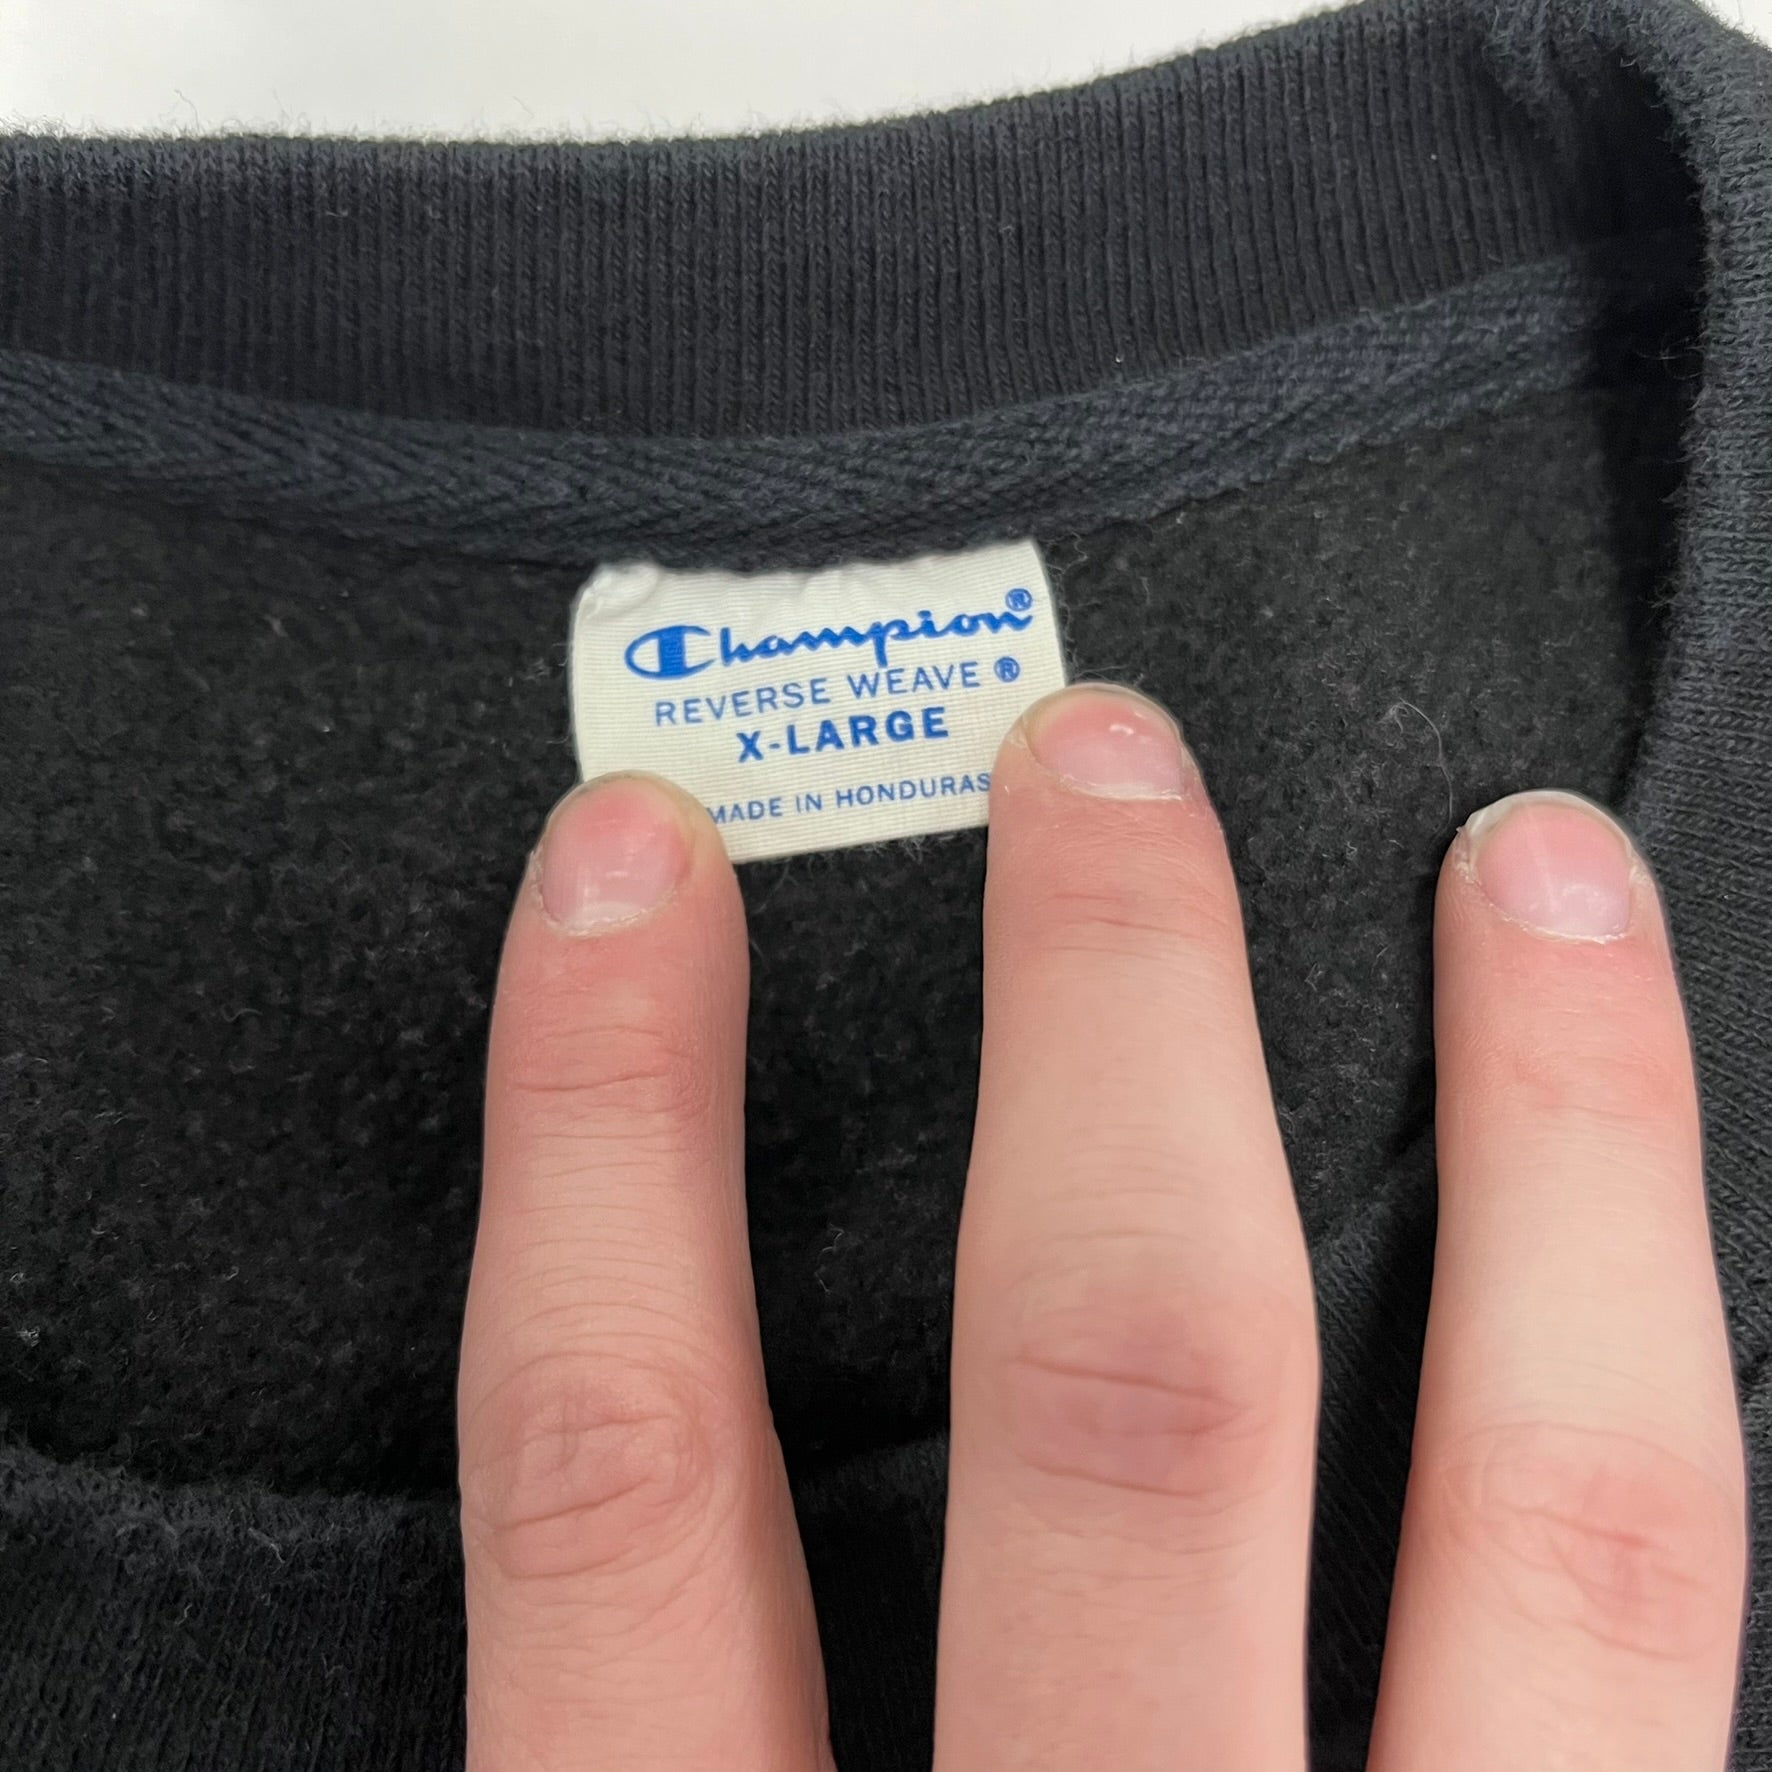 Champion®
REVERSE WEAVE ®
X-LARGE
MADE IN HONDURAS